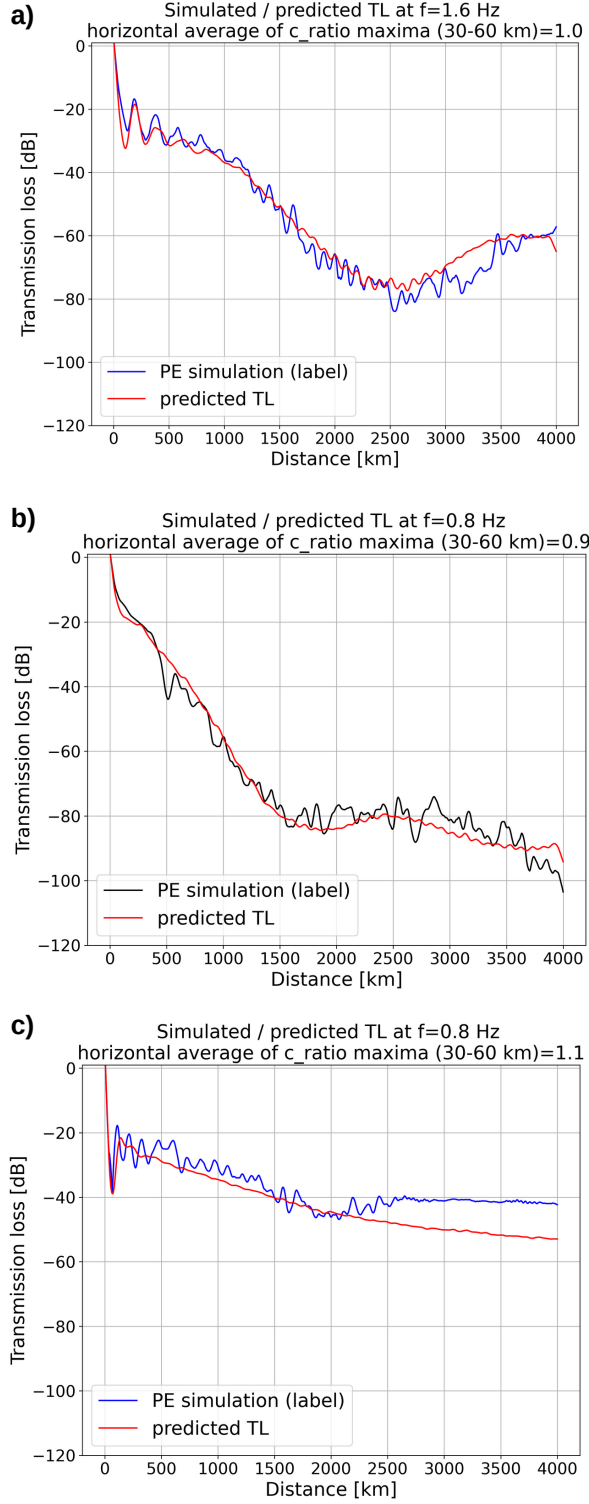 a)
Simulated / predicted TL at f=1.6 Hz
horizontal average of c_ratio maxima (30-60 km)=1.0
0
−20
−40
−60
−80
−100
−120
Transmission loss [dB]
PE simulation (label)
predicted TL
0 500 1000 1500 2000 2500 3000 3500 4000
Distance [km]
b)
Simulated / predicted TL at f=0.8 Hz
horizontal average of c_ratio maxima (30-60 km)=0.9
0
−20
−40
−60
−80
−100
−120
Transmission loss [dB]
PE simulation (label)
predicted TL
0 500 1000 1500 2000 2500 3000 3500 4000
Distance [km]
c)
Simulated / predicted TL at f=0.8 Hz
horizontal average of c_ratio maxima (30-60 km)=1.1
0
−20
−40
−60
−80
−100
−120
Transmission loss [dB]
PE simulation (label)
predicted TL
0 500 1000 1500 2000 2500 3000 3500 4000
Distance [km]